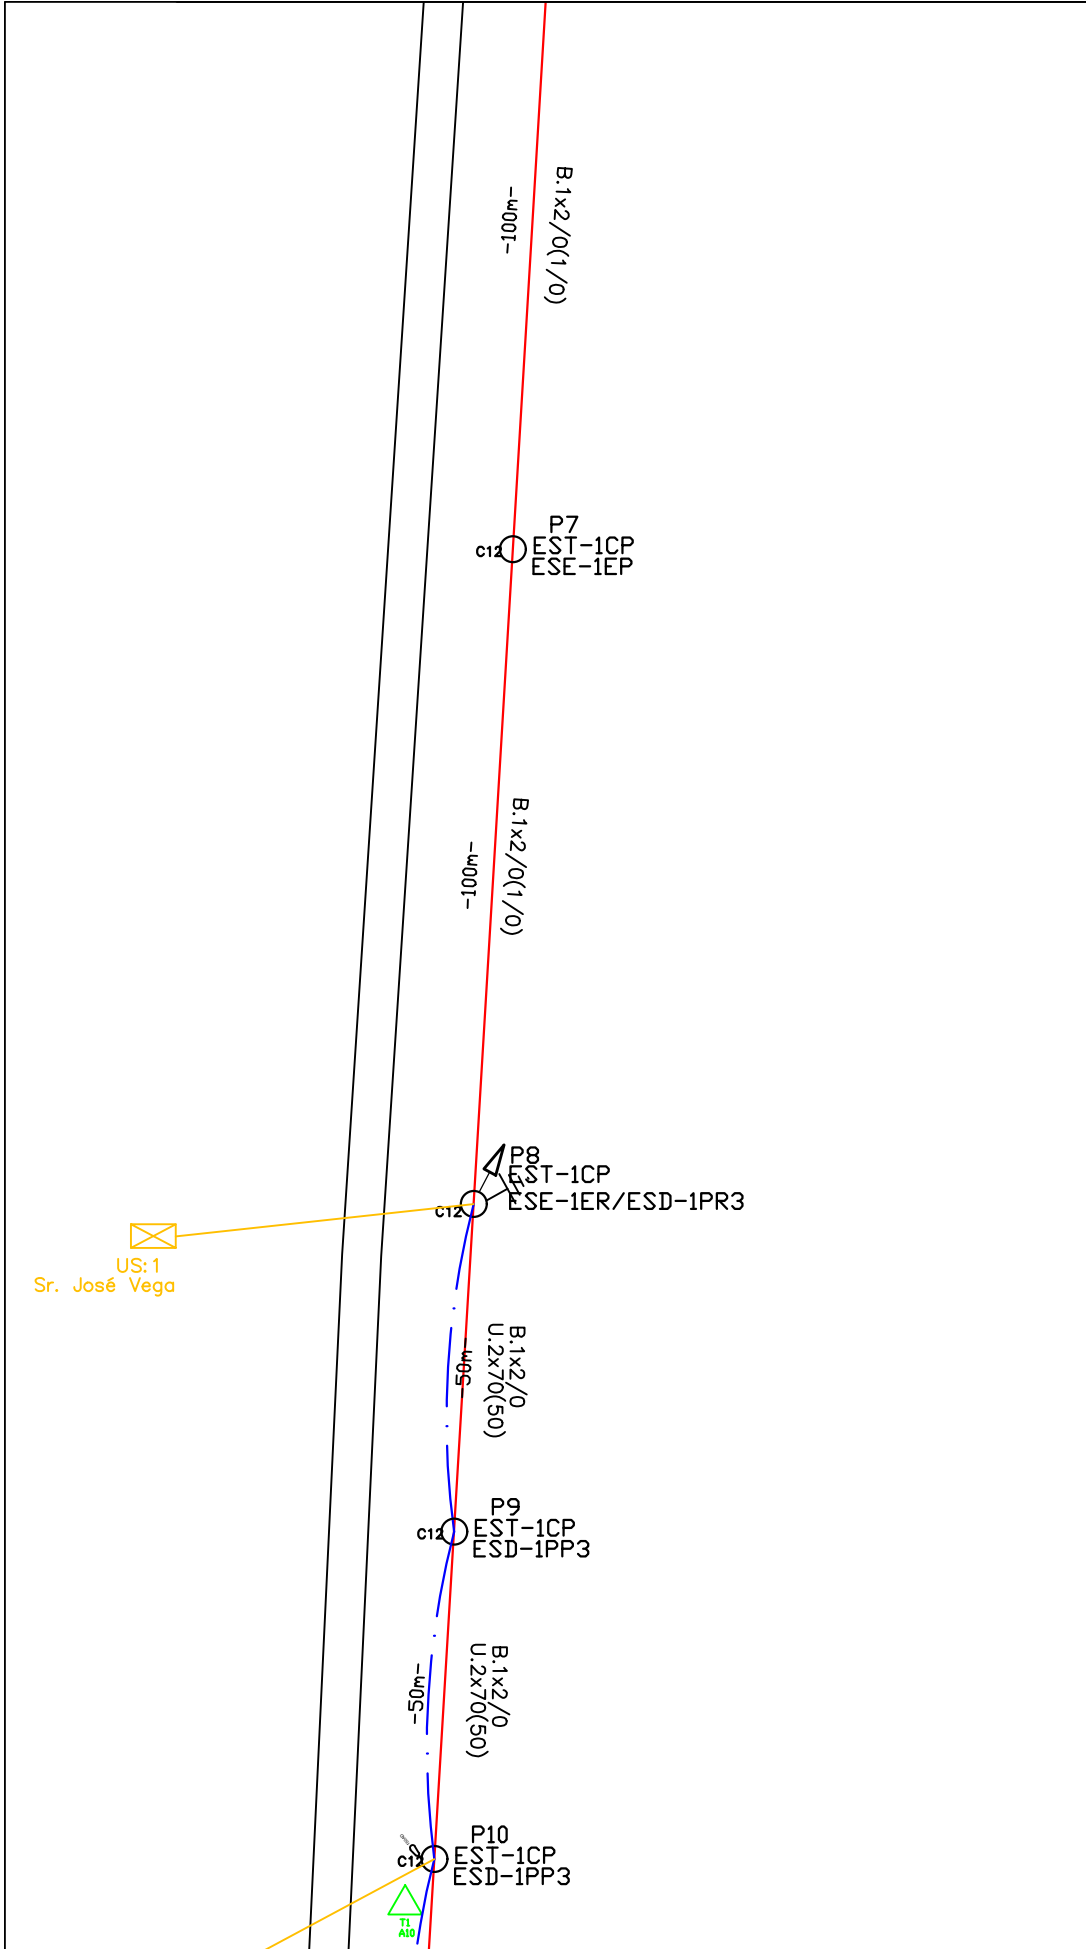 B.1x2/0(1/0)
-100m-
P7
C12
EST-1CP
ESE-1EP
B.1x2/0(1/0)
-100m-
P8
EST-1CP
C12
ESE-1ER/ESD-1PR3
US:1
Sr. José Vega
B.1x2/0
U.2x70(50)
-50m-
P9
C12
EST-1CP
ESD-1PP3
B.1x2/0
U.2x70(50)
-50m-
P10
C12
EST-1CP
ESD-1PP3
T1
A10